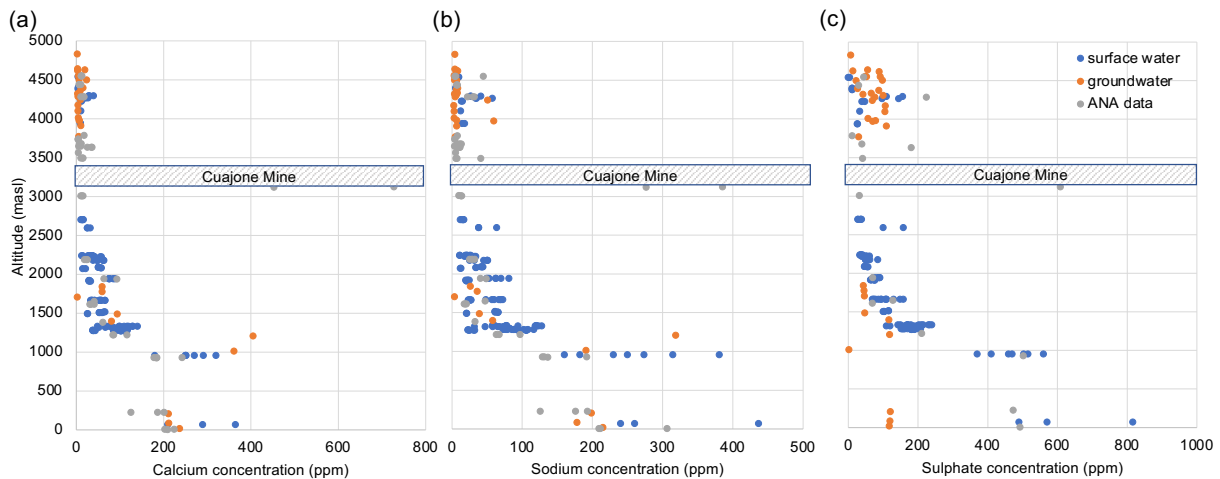 (a)
(b)
(c)
5000
4500
4000
3500
3000
2500
2000
1500
1000
500
0
Altitude (masl)
Cuajone Mine
Cuajone Mine
Cuajone Mine
surface water
groundwater
ANA data
0 200 400 600 800
0 100 200 300 400 500
0 200 400 600 800 1000
Calcium concentration (ppm)
Sodium concentration (ppm)
Sulphate concentration (ppm)